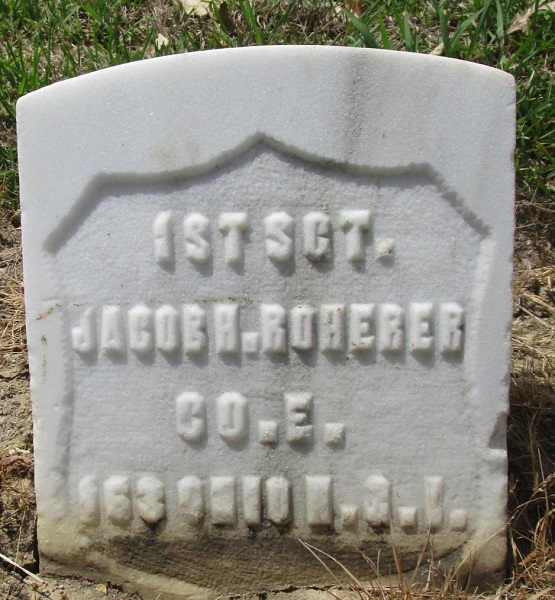 1ST SGT.
JACOB H. ROHERER
CO. E.
163 OHIO N.G.I.